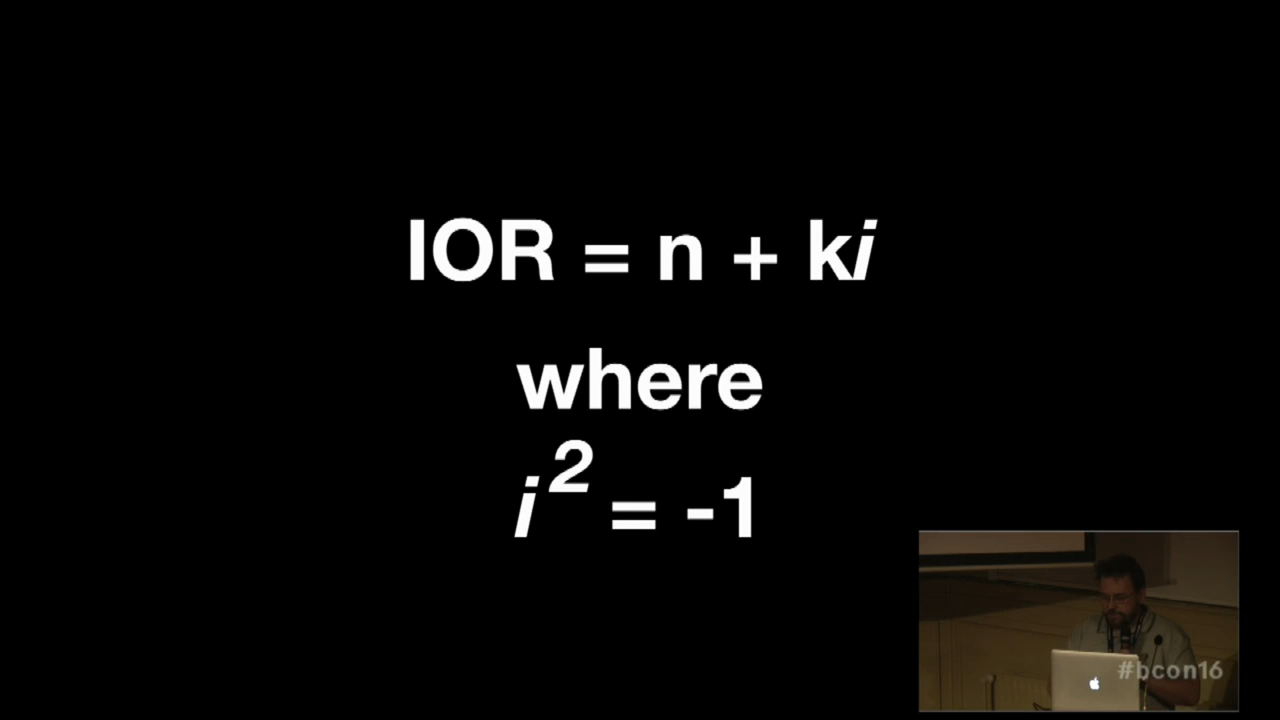 IOR = n + ki
where
i² = -1
#bcon16